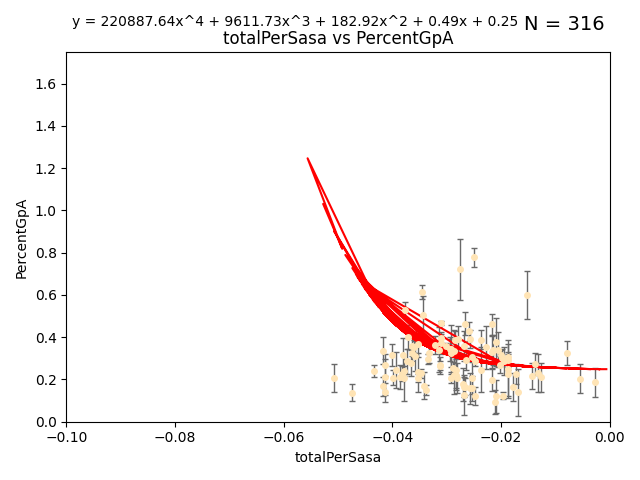 y = 220887.64x^4 + 9611.73x^3 + 182.92x^2 + 0.49x + 0.25 N = 316
totalPerSasa vs PercentGpA
1.6
1.4
1.2
1.0
0.8
0.6
0.4
0.2
0.0
PercentGpA
−0.10 −0.08 −0.06 −0.04 −0.02 0.00
totalPerSasa